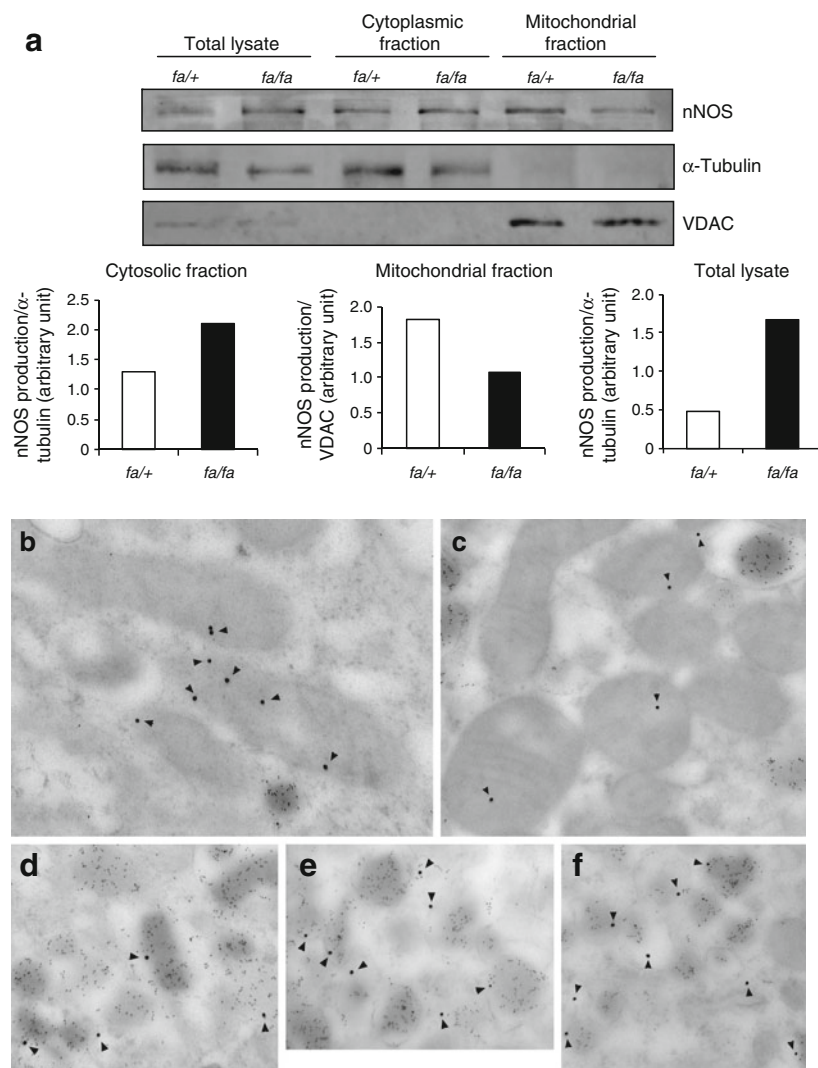 a
Total lysate
Cytoplasmic
fraction
Mitochondrial
fraction
fa/+ fa/fa fa/+ fa/fa fa/+ fa/fa
nNOS
α-Tubulin
VDAC
Cytosolic fraction
nNOS production/α-
tubulin (arbitrary unit)
2.5
2.0
1.5
1.0
0.5
0
fa/+ fa/fa
Mitochondrial fraction
nNOS production/
VDAC (arbitrary unit)
2.0
1.5
1.0
0.5
0
fa/+ fa/fa
Total lysate
nNOS production/α-
tubulin (arbitrary unit)
2.0
1.5
1.0
0.5
0
fa/+ fa/fa
b
c
d
e
f